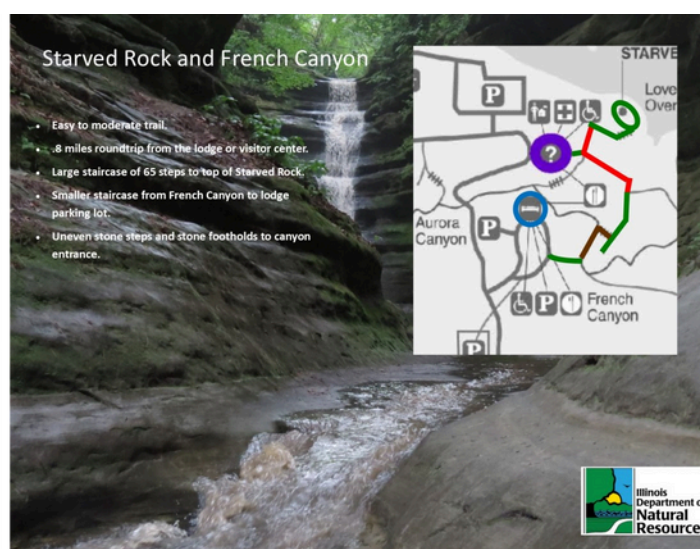 Starved Rock and French Canyon
• Easy to moderate trail.
• .8 miles roundtrip from the lodge or visitor center.
• Large staircase of 65 steps to top of Starved Rock.
• Smaller staircase from French Canyon to lodge
parking lot.
• Uneven stone steps and stone footholds to canyon
entrance.
STARVE
Love
Over
P
?
Aurora
Canyon
P
P
French
Canyon
P
Illinois
Department o
Natural
Resource